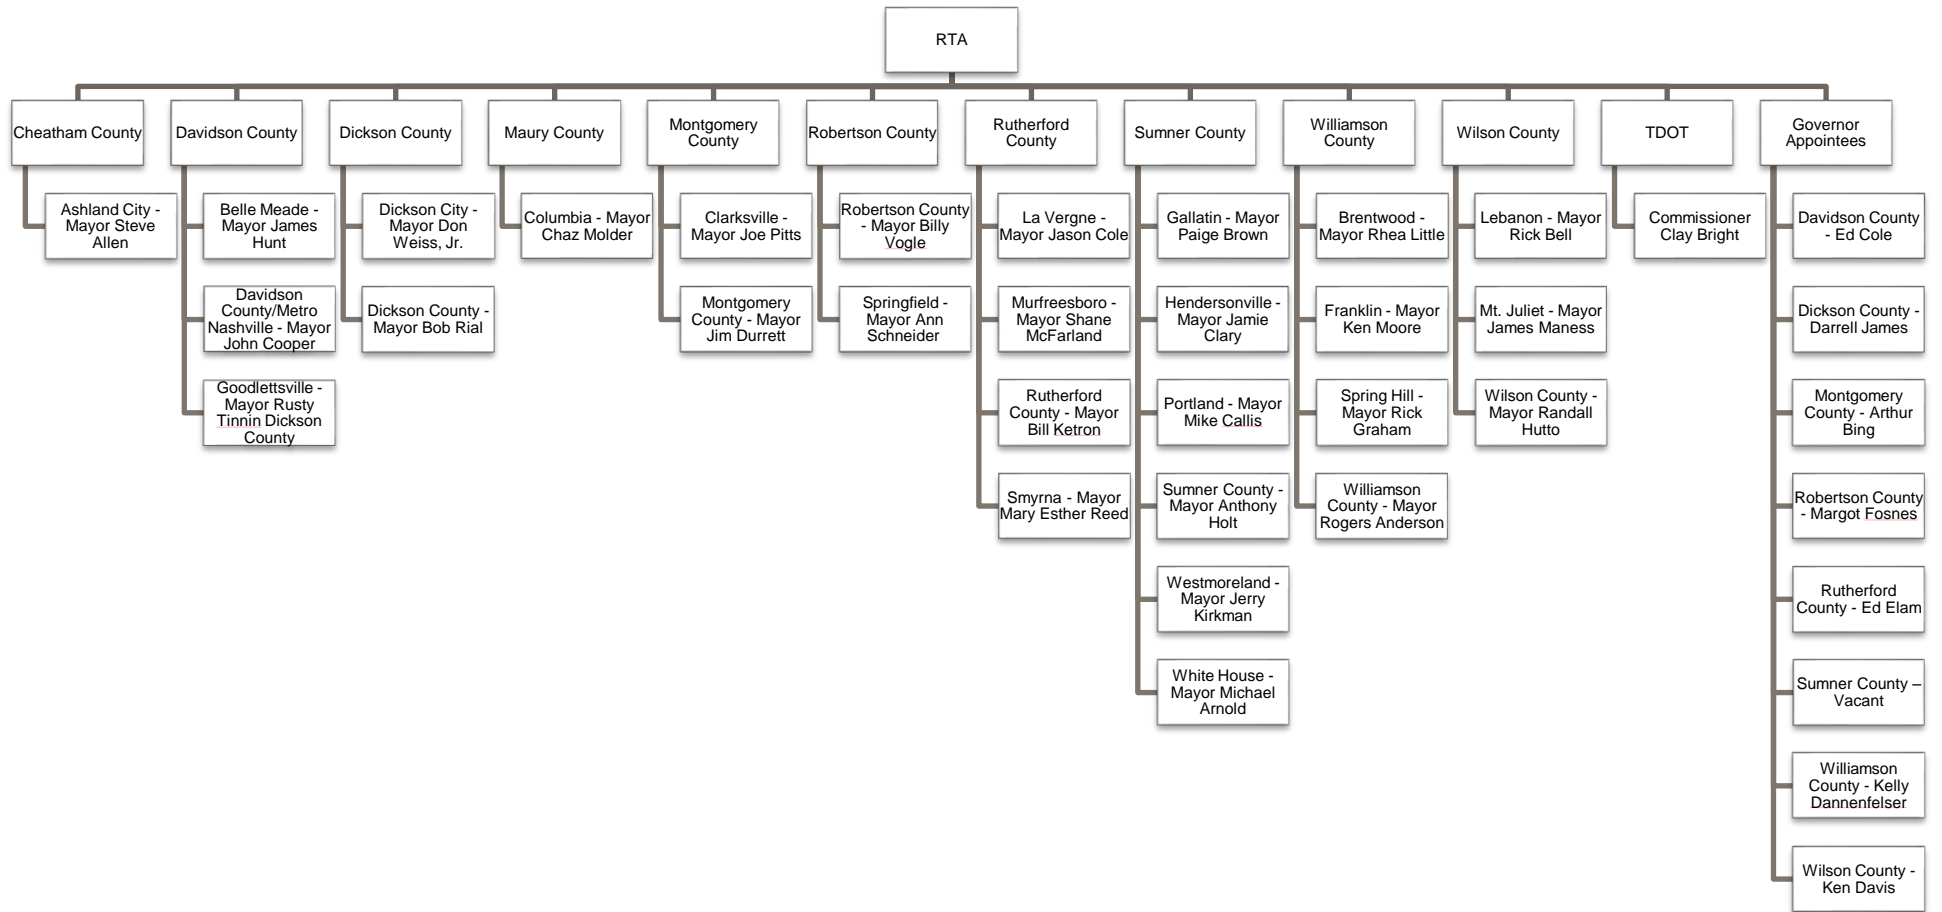 RTA
Cheatham County
Ashland City -
Mayor Steve
Allen
Davidson County
Belle Meade -
Mayor James
Hunt
Davidson
County/Metro
Nashville - Mayor
John Cooper
Goodlettsville -
Mayor Rusty
Tinnin Dickson
County
Dickson County
Dickson City -
Mayor Don
Weiss, Jr.
Dickson County -
Mayor Bob Rial
Maury County
Columbia - Mayor
Chaz Molder
Montgomery
County
Clarksville -
Mayor Joe Pitts
Montgomery
County - Mayor
Jim Durrett
Robertson County
Robertson County
- Mayor Billy
Vogle
Springfield -
Mayor Ann
Schneider
Rutherford
County
La Vergne -
Mayor Jason Cole
Murfreesboro -
Mayor Shane
McFarland
Rutherford
County - Mayor
Bill Ketron
Smyrna - Mayor
Mary Esther Reed
Sumner County
Gallatin - Mayor
Paige Brown
Hendersonville -
Mayor Jamie
Clary
Portland - Mayor
Mike Callis
Sumner County -
Mayor Anthony
Holt
Westmoreland -
Mayor Jerry
Kirkman
White House -
Mayor Michael
Arnold
Williamson
County
Brentwood -
Mayor Rhea Little
Franklin - Mayor
Ken Moore
Spring Hill -
Mayor Rick
Graham
Williamson
County - Mayor
Rogers Anderson
Wilson County
Lebanon - Mayor
Rick Bell
Mt. Juliet - Mayor
James Maness
Wilson County -
Mayor Randall
Hutto
TDOT
Commissioner
Clay Bright
Governor
Appointees
Davidson County
- Ed Cole
Dickson County -
Darrell James
Montgomery
County - Arthur
Bing
Robertson County
- Margot Fosnes
Rutherford
County - Ed Elam
Sumner County –
Vacant
Williamson
County - Kelly
Dannenfelser
Wilson County -
Ken Davis